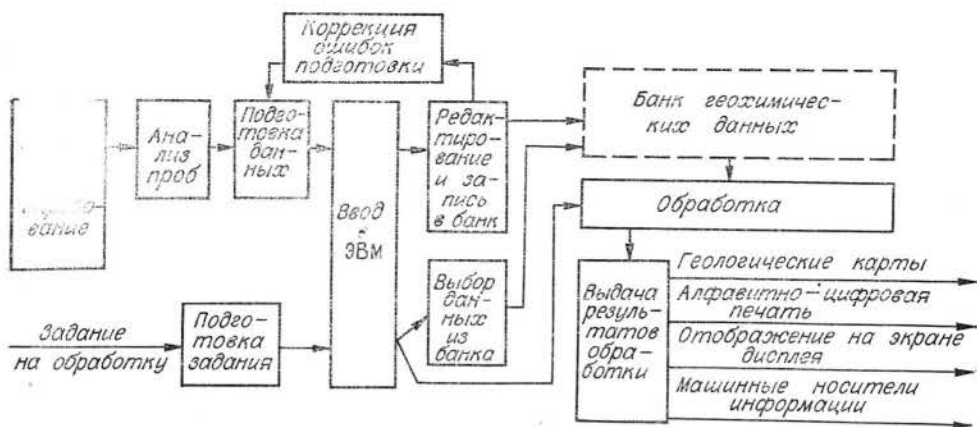 Коррекция
ошибок
подготовки
вание
Ана-
лиз
проб
Подго-
товка
дан-
ных
Ввод
в
ЭВМ
Редак-
тирова-
ние
и за-
пись
в банк
Банк геохимичес-
ких данных
Обработка
Задание
на обработку
Подго-
товка
задания
Выбор
дан-
ных
из
банка
Выдача
резуль-
татов
обра-
ботки
Геологические карты
Алфавитно-цифровая
печать
Отображение на экране
дисплея
Машинные носители
информации